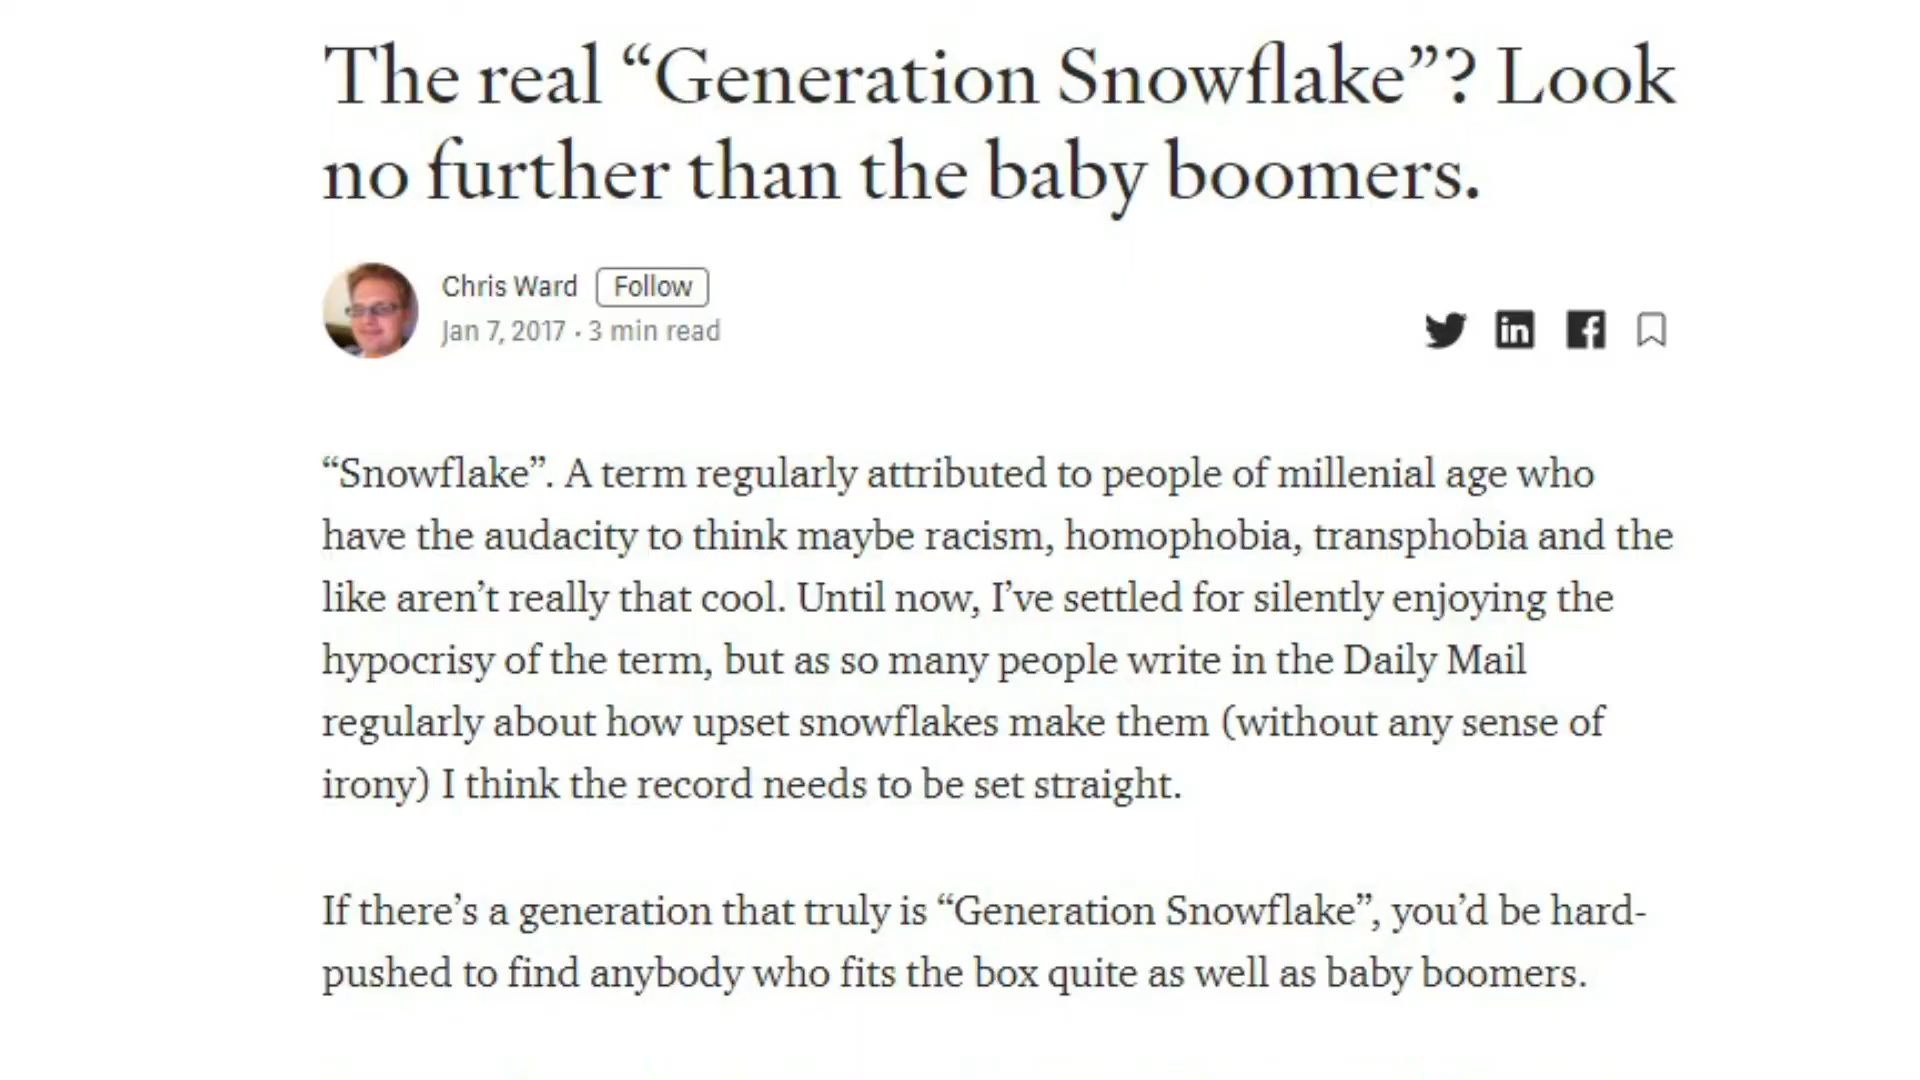 The real “Generation Snowflake”? Look
no further than the baby boomers.
Chris Ward Follow
Jan 7, 2017 · 3 min read
“Snowflake”. A term regularly attributed to people of millenial age who
have the audacity to think maybe racism, homophobia, transphobia and the
like aren’t really that cool. Until now, I’ve settled for silently enjoying the
hypocrisy of the term, but as so many people write in the Daily Mail
regularly about how upset snowflakes make them (without any sense of
irony) I think the record needs to be set straight.
If there’s a generation that truly is “Generation Snowflake”, you’d be hard-
pushed to find anybody who fits the box quite as well as baby boomers.